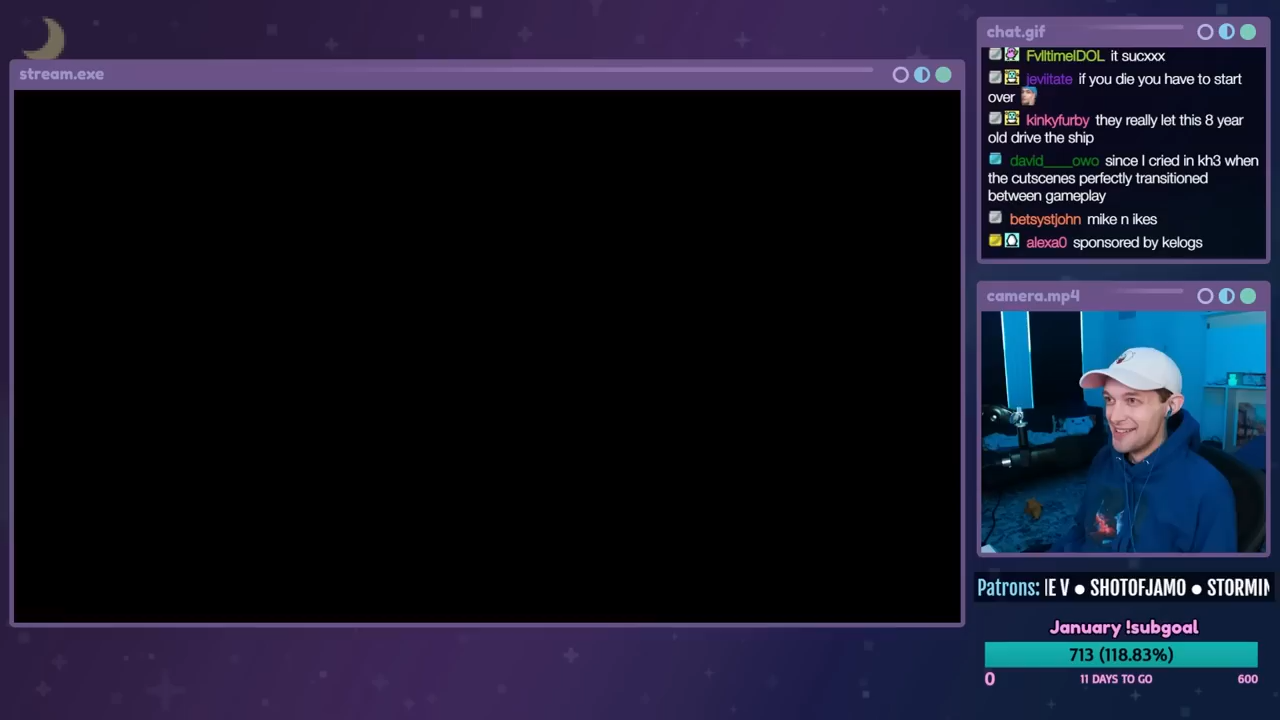 stream.exe
chat.gif
FvlltimeIDOL it sucxxx
jeviitate if you die you have to start
over
kinkyfurby they really let this 8 year
old drive the ship
david____owo since I cried in kh3 when
the cutscenes perfectly transitioned
between gameplay
betsystjohn mike n ikes
alexa0 sponsored by kelogs
camera.mp4
Patrons: IE V ● SHOTOFJAMO ● STORMIN
January !subgoal
713 (118.83%)
0 11 DAYS TO GO 600